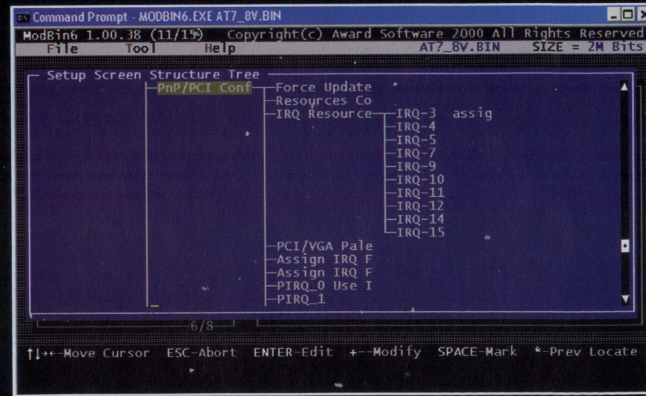 Command Prompt - MODBIN6.EXE AT7_8V.BIN
ModBin6 1.00.38 (11/15) Copyright(c) Award Software 2000 All Rights Reserved
File Tool Help AT7_8V.BIN SIZE = 2M Bits
Setup Screen Structure Tree
PnP/PCI Conf Force Update
Resources Co
IRQ Resource IRQ-3 assig
IRQ-4
IRQ-5
IRQ-7
IRQ-9
IRQ-10
IRQ-11
IRQ-12
IRQ-14
IRQ-15
PCI/VGA Pale
Assign IRQ F
Assign IRQ F
PIRQ_0 Use I
PIRQ_1
6/8
↑↓→←-Move Cursor ESC-Abort ENTER-Edit +--Modify SPACE-Mark *-Prev Locate